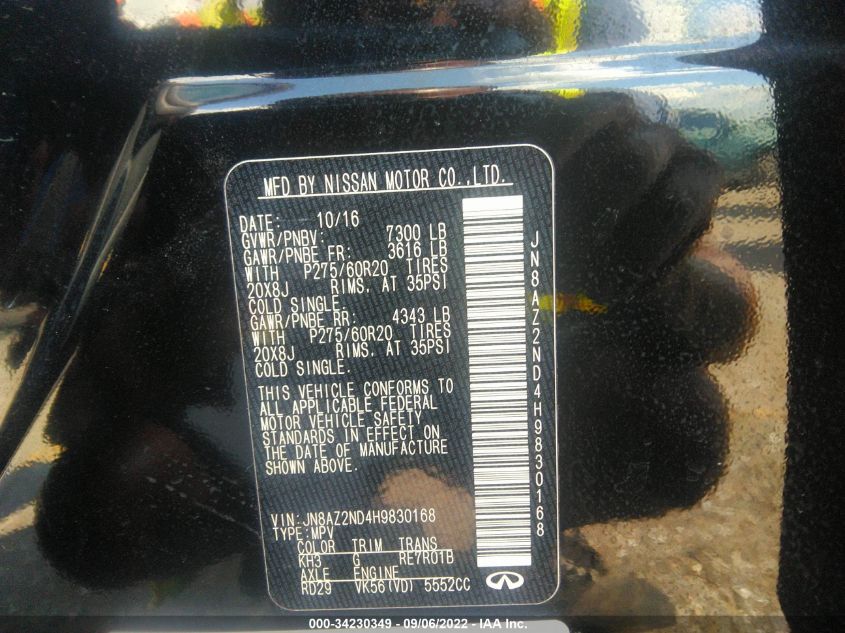 MFD BY NISSAN MOTOR CO.,LTD.
DATE: 10/16
GVWR/PNBV: 7300 LB
GAWR/PNBE FR: 3616 LB
WITH P275/60R20 TIRES
20X8J RIMS, AT 35PSI
COLD SINGLE.
GAWR/PNBE RR: 4343 LB
WITH P275/60R20 TIRES
20X8J RIMS, AT 35PSI
COLD SINGLE.
THIS VEHICLE CONFORMS TO
ALL APPLICABLE FEDERAL
MOTOR VEHICLE SAFETY
STANDARDS IN EFFECT ON
THE DATE OF MANUFACTURE
SHOWN ABOVE.
JN8AZ2ND4H9830168
VIN: JN8AZ2ND4H9830168
TYPE: MPV
COLOR TRIM TRANS
KH3 G RE7R01B
AXLE ENGINE
RD29 VK56(VD) 5552CC
000-34230349 - 09/06/2022 - IAA Inc.